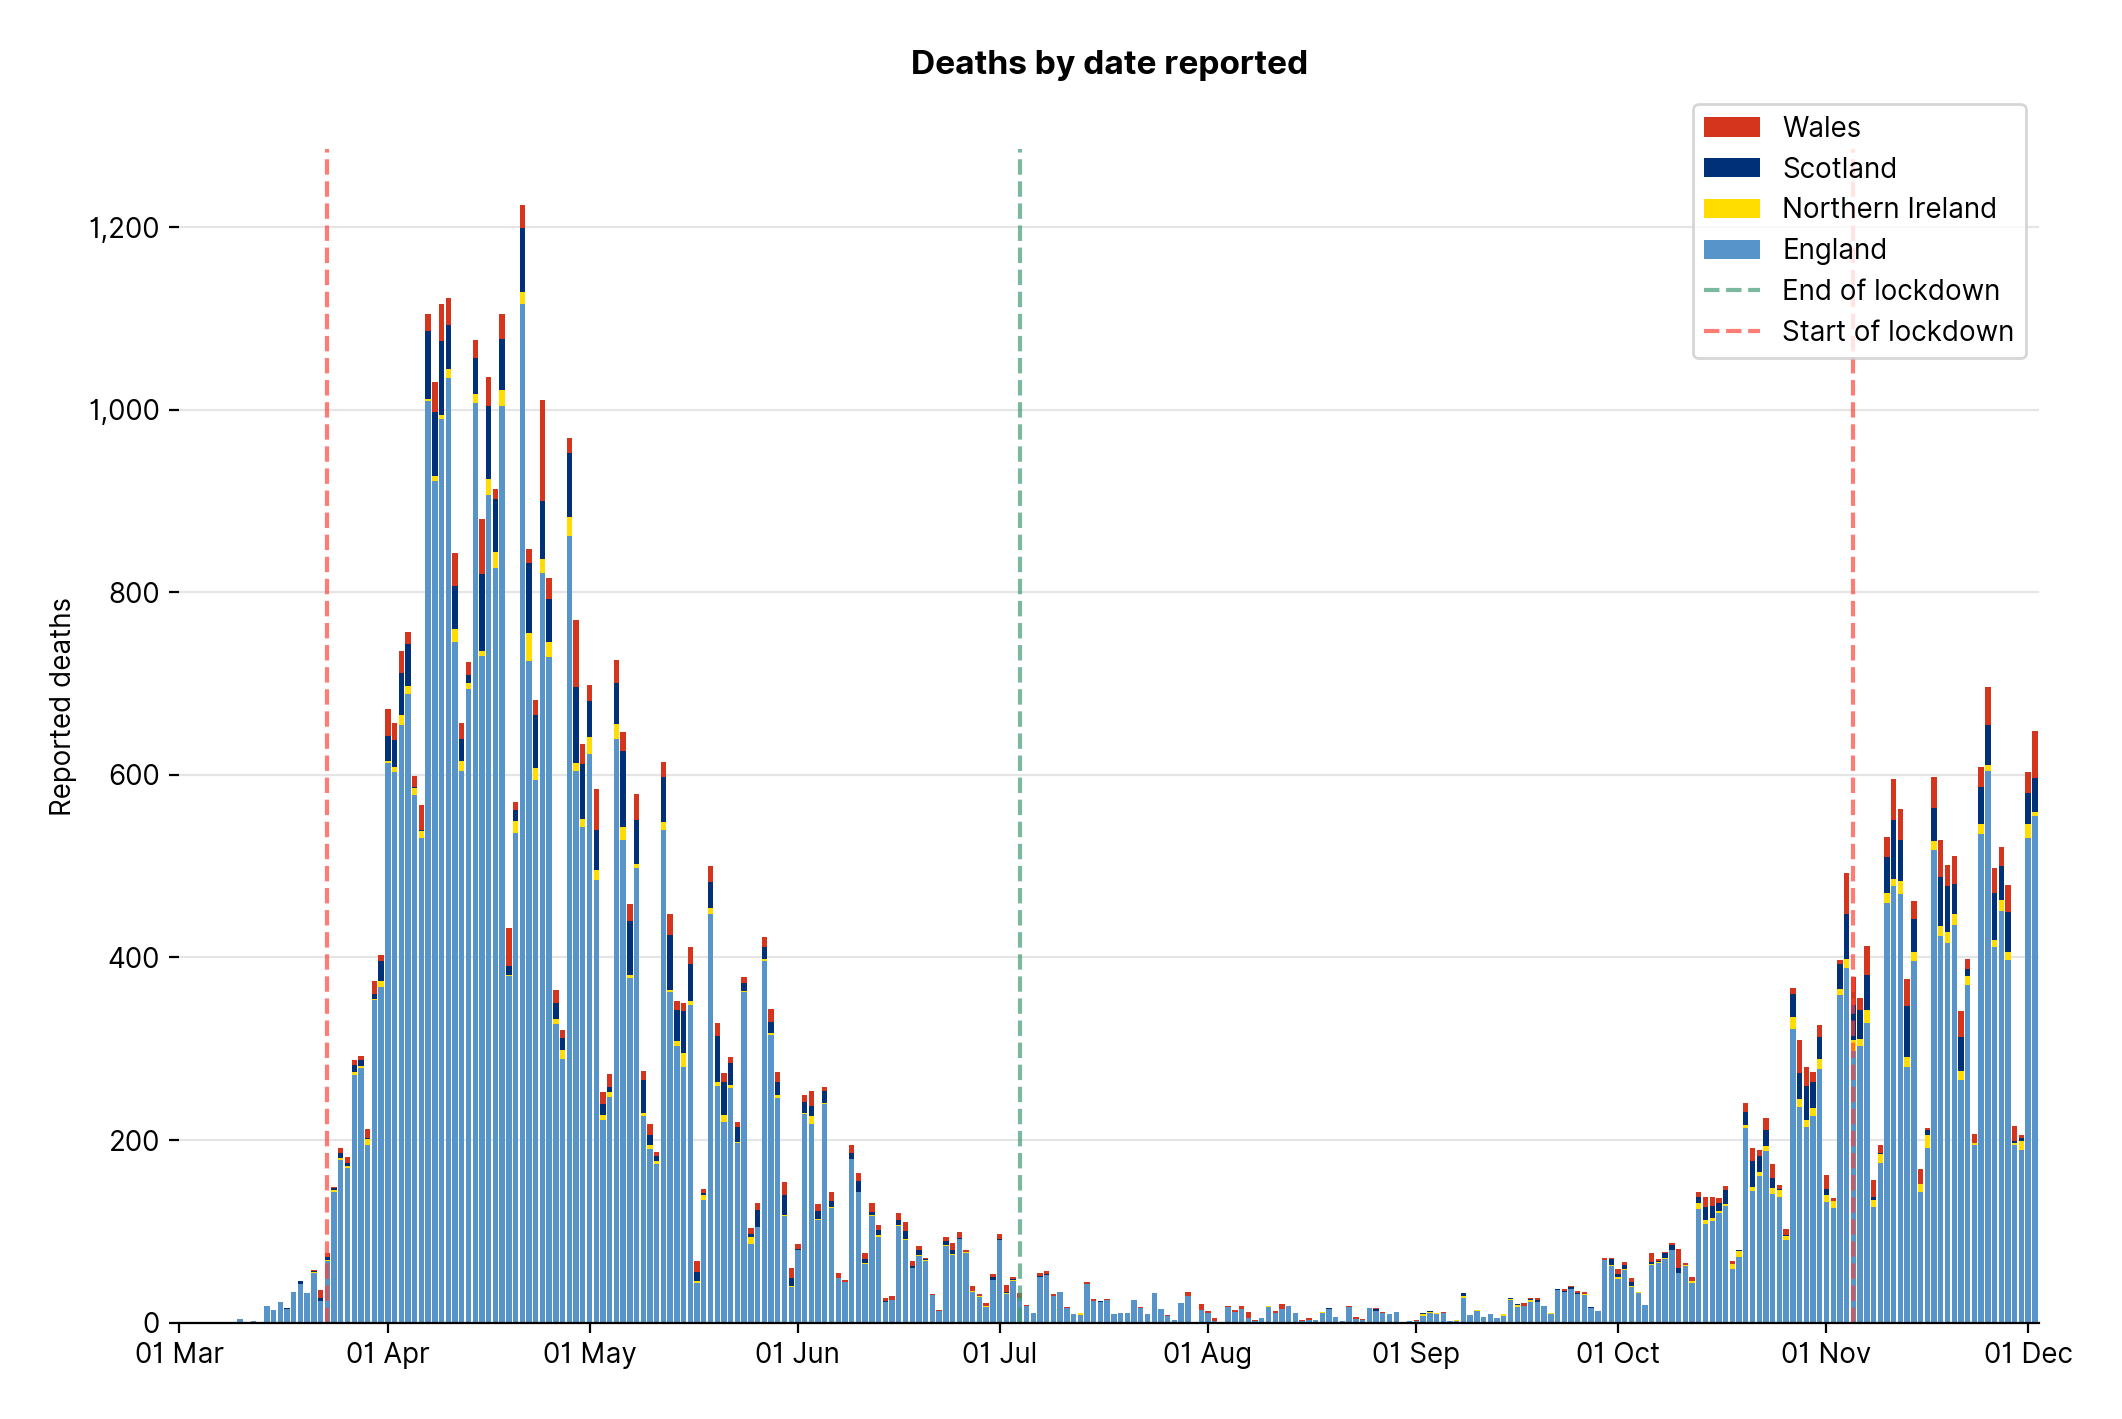 Deaths by date reported
Wales
Scotland
Northern Ireland
England
End of lockdown
Start of lockdown
1,200
1,000
800
600
400
200
0
Reported deaths
01 Mar
01 Apr
01 May
01 Jun
01 Jul
01 Aug
01 Sep
01 Oct
01 Nov
01 Dec